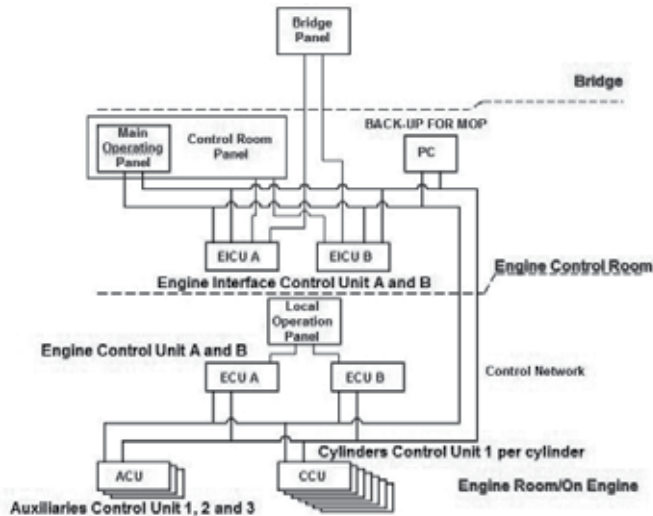 Bridge
Panel
Bridge
BACK-UP FOR MOP
Main
Operating
Panel
Control Room
Panel
PC
EICU A
EICU B
Engine Interface Control Unit A and B
Engine Control Room
Local
Operation
Panel
Engine Control Unit A and B
ECU A
ECU B
Control Network
Cylinders Control Unit 1 per cylinder
ACU
CCU
Engine Room/On Engine
Auxiliaries Control Unit 1, 2 and 3